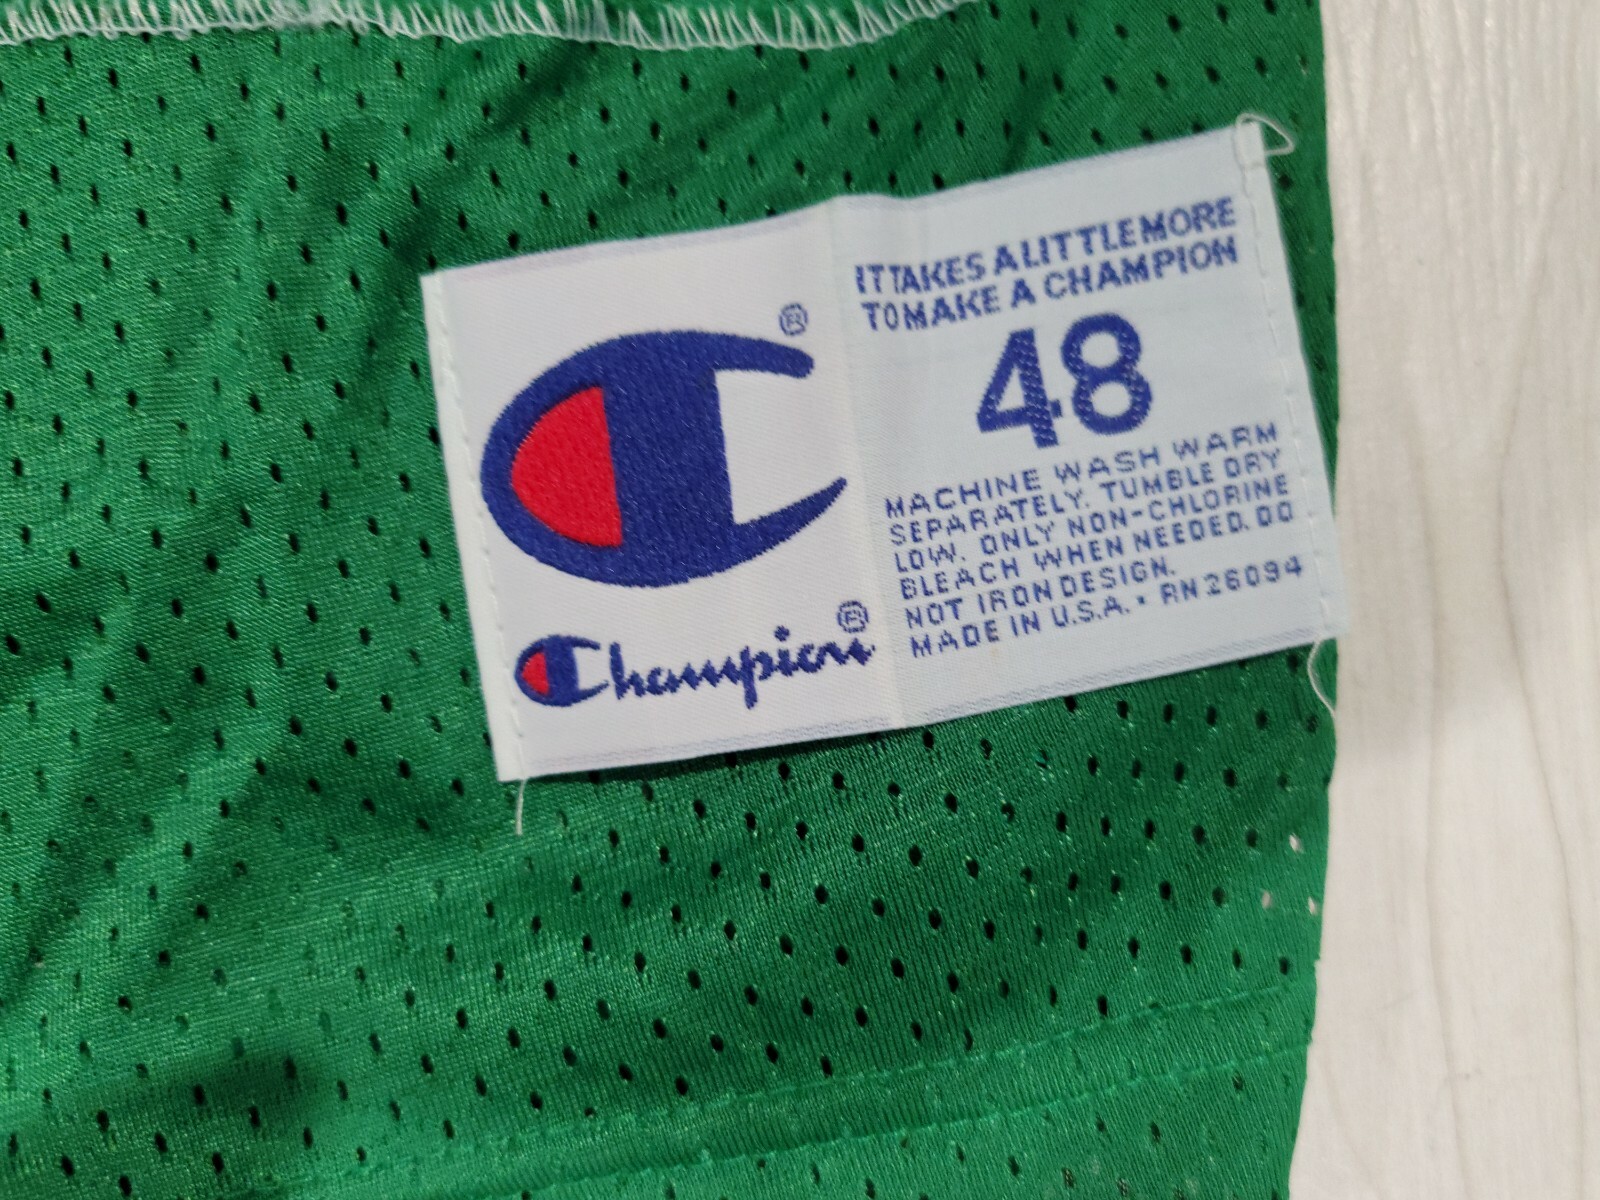 ®
Champion®
IT TAKES A LITTLE MORE
TO MAKE A CHAMPION
48
MACHINE WASH WARM
SEPARATELY. TUMBLE DRY
LOW. ONLY NON-CHLORINE
BLEACH WHEN NEEDED. DO
NOT IRON DESIGN.
MADE IN U.S.A. • RN 26094